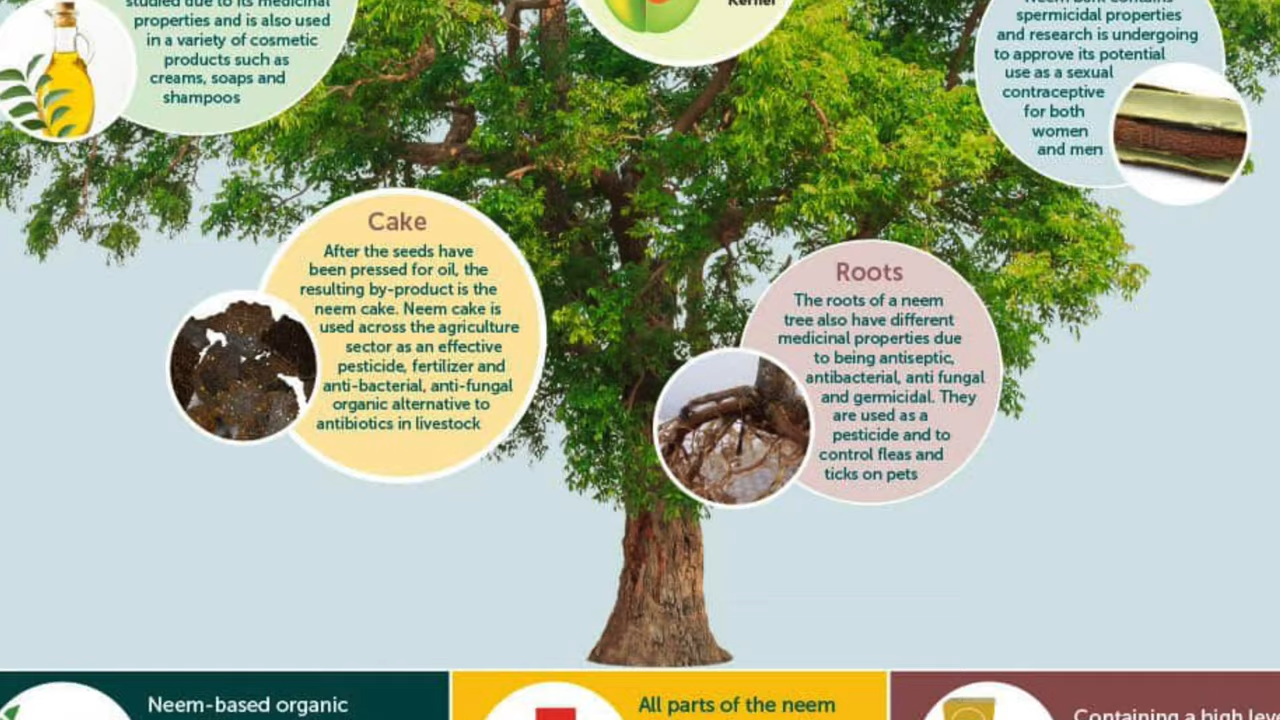 studied due to its medicinal
properties and is also used
in a variety of cosmetic
products such as
creams, soaps and
shampoos
Kernel
Neem bark contains
spermicidal properties
and research is undergoing
to approve its potential
use as a sexual
contraceptive
for both
women
and men
Cake
After the seeds have
been pressed for oil, the
resulting by-product is the
neem cake. Neem cake is
used across the agriculture
sector as an effective
pesticide, fertilizer and
anti-bacterial, anti-fungal
organic alternative to
antibiotics in livestock
Roots
The roots of a neem
tree also have different
medicinal properties due
to being antiseptic,
antibacterial, anti fungal
and germicidal. They
are used as a
pesticide and to
control fleas and
ticks on pets
Neem-based organic
All parts of the neem
Containing a high leve